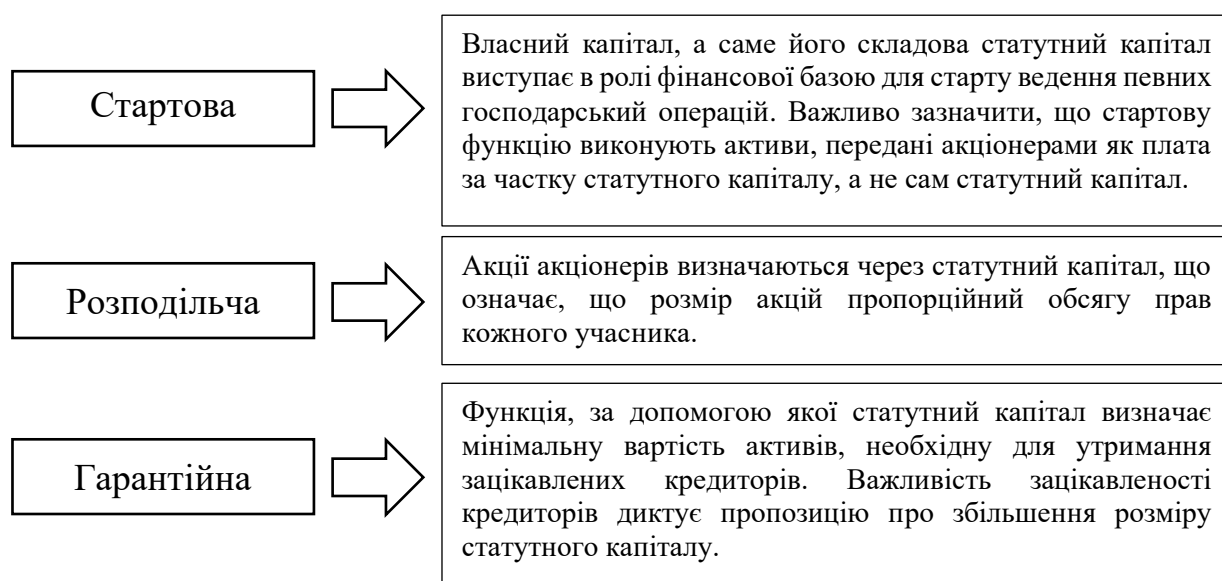 Стартова
Власний капітал, а саме його складова статутний капітал
виступає в ролі фінансової базою для старту ведення певних
господарський операцій. Важливо зазначити, що стартову
функцію виконують активи, передані акціонерами як плата
за частку статутного капіталу, а не сам статутний капітал.
Розподільча
Акції акціонерів визначаються через статутний капітал, що
означає, що розмір акцій пропорційний обсягу прав
кожного учасника.
Гарантійна
Функція, за допомогою якої статутний капітал визначає
мінімальну вартість активів, необхідну для утримання
зацікавлених кредиторів. Важливість зацікавленості
кредиторів диктує пропозицію про збільшення розміру
статутного капіталу.